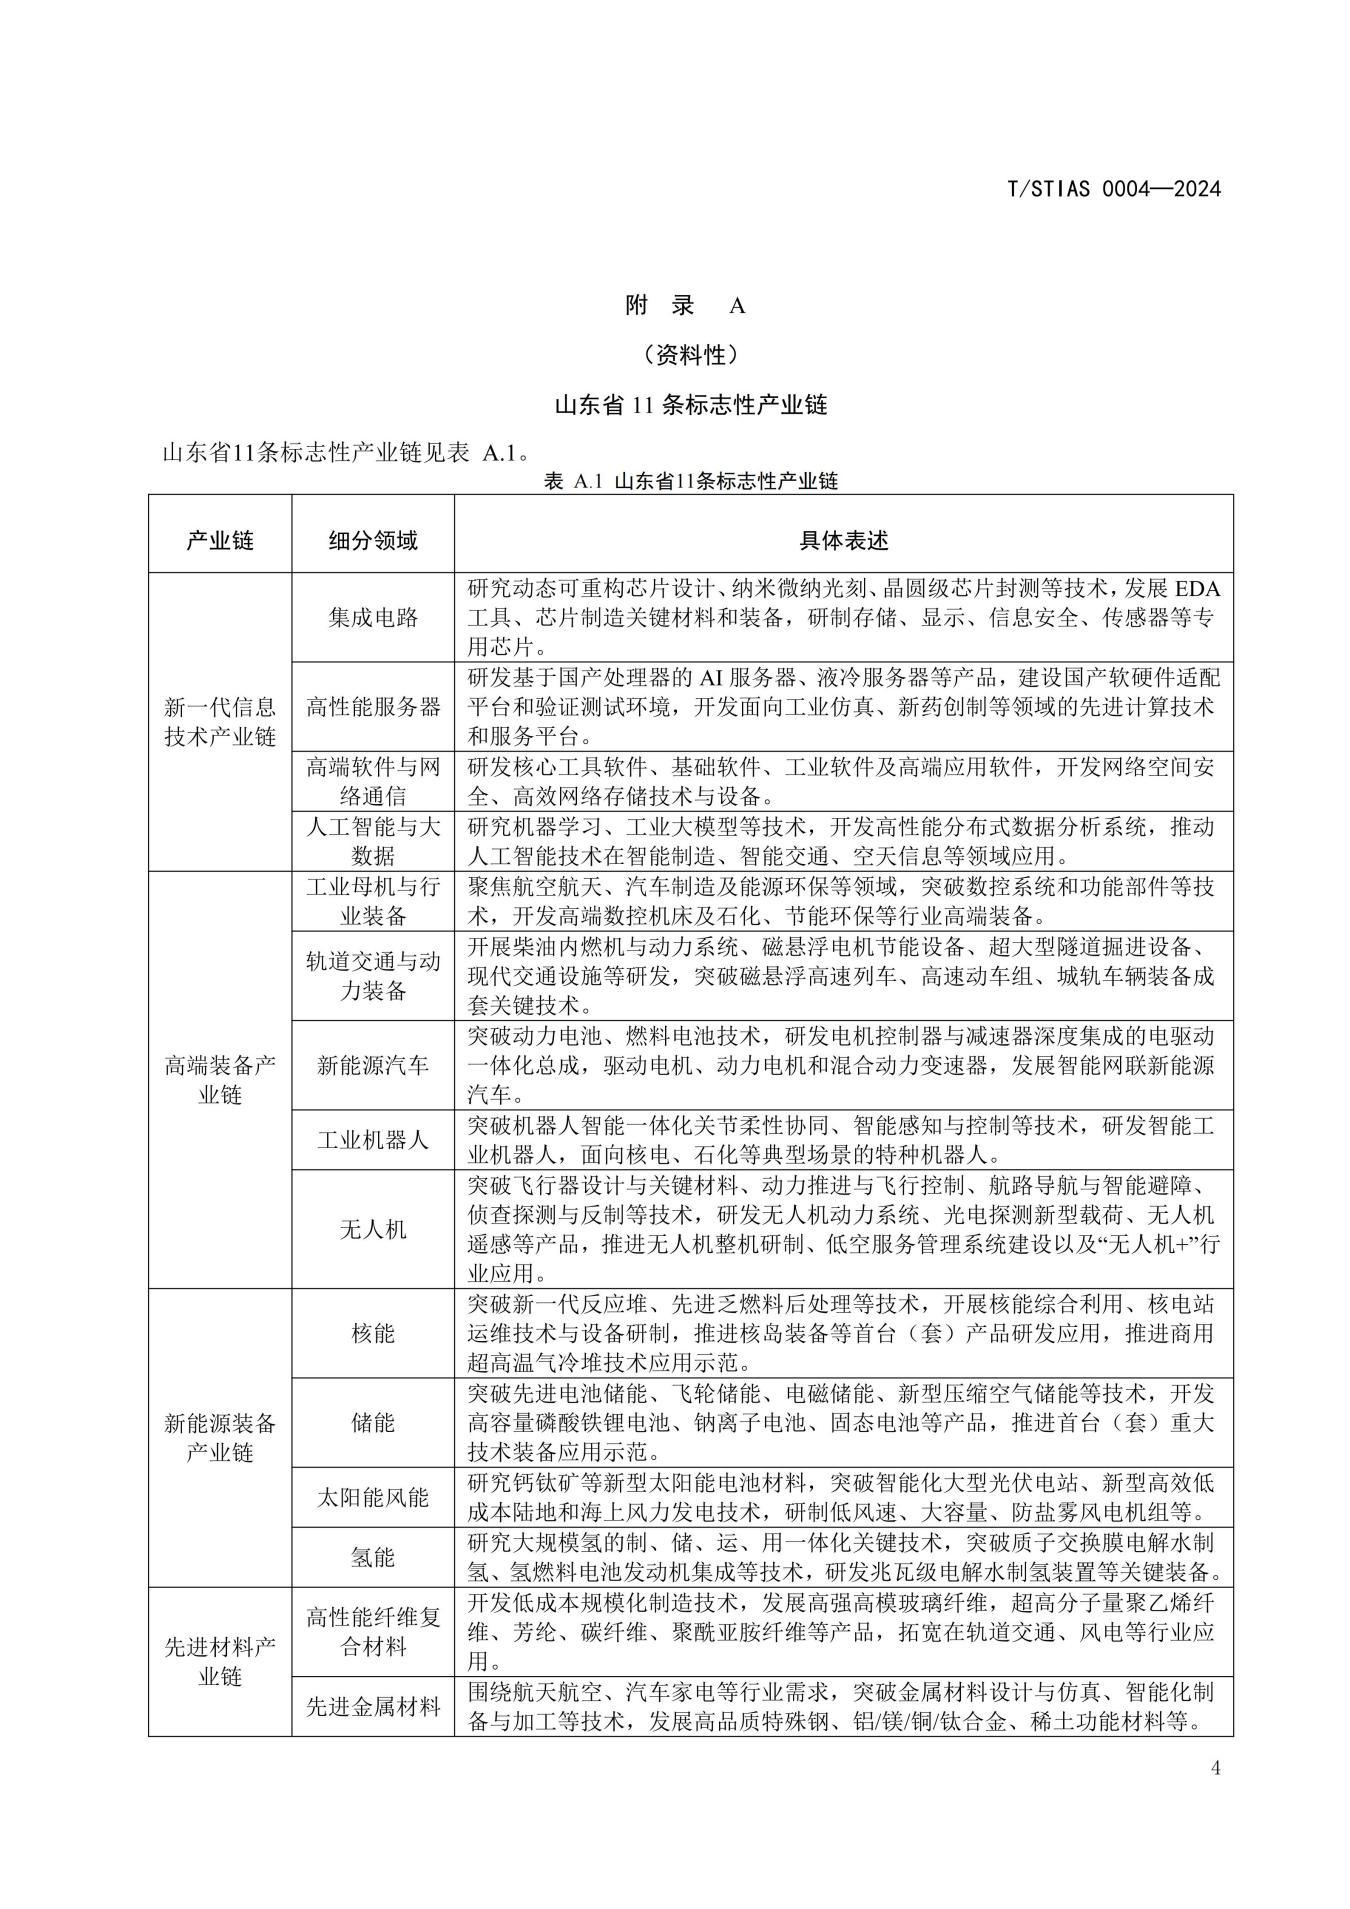 T/STIAS 0004—2024
附 录 A
（资料性）
山东省 11 条标志性产业链
山东省11条标志性产业链见表 A.1。
表 A.1 山东省11条标志性产业链
产业链
细分领域
具体表述
新一代信息
技术产业链
集成电路
研究动态可重构芯片设计、纳米微纳光刻、晶圆级芯片封测等技术，发展 EDA
工具、芯片制造关键材料和装备，研制存储、显示、信息安全、传感器等专
用芯片。
高性能服务器
研发基于国产处理器的 AI 服务器、液冷服务器等产品，建设国产软硬件适配
平台和验证测试环境，开发面向工业仿真、新药创制等领域的先进计算技术
和服务平台。
高端软件与网
络通信
研发核心工具软件、基础软件、工业软件及高端应用软件，开发网络空间安
全、高效网络存储技术与设备。
人工智能与大
数据
研究机器学习、工业大模型等技术，开发高性能分布式数据分析系统，推动
人工智能技术在智能制造、智能交通、空天信息等领域应用。
高端装备产
业链
工业母机与行
业装备
聚焦航空航天、汽车制造及能源环保等领域，突破数控系统和功能部件等技
术，开发高端数控机床及石化、节能环保等行业高端装备。
轨道交通与动
力装备
开展柴油内燃机与动力系统、磁悬浮电机节能设备、超大型隧道掘进设备、
现代交通设施等研发，突破磁悬浮高速列车、高速动车组、城轨车辆装备成
套关键技术。
新能源汽车
突破动力电池、燃料电池技术，研发电机控制器与减速器深度集成的电驱动
一体化总成，驱动电机、动力电机和混合动力变速器，发展智能网联新能源
汽车。
工业机器人
突破机器人智能一体化关节柔性协同、智能感知与控制等技术，研发智能工
业机器人，面向核电、石化等典型场景的特种机器人。
无人机
突破飞行器设计与关键材料、动力推进与飞行控制、航路导航与智能避障、
侦查探测与反制等技术，研发无人机动力系统、光电探测新型载荷、无人机
遥感等产品，推进无人机整机研制、低空服务管理系统建设以及“无人机+”行
业应用。
新能源装备
产业链
核能
突破新一代反应堆、先进乏燃料后处理等技术，开展核能综合利用、核电站
运维技术与设备研制，推进核岛装备等首台（套）产品研发应用，推进商用
超高温气冷堆技术应用示范。
储能
突破先进电池储能、飞轮储能、电磁储能、新型压缩空气储能等技术，开发
高容量磷酸铁锂电池、钠离子电池、固态电池等产品，推进首台（套）重大
技术装备应用示范。
太阳能风能
研究钙钛矿等新型太阳能电池材料，突破智能化大型光伏电站、新型高效低
成本陆地和海上风力发电技术，研制低风速、大容量、防盐雾风电机组等。
氢能
研究大规模氢的制、储、运、用一体化关键技术，突破质子交换膜电解水制
氢、氢燃料电池发动机集成等技术，研发兆瓦级电解水制氢装置等关键装备。
先进材料产
业链
高性能纤维复
合材料
开发低成本规模化制造技术，发展高强高模玻璃纤维，超高分子量聚乙烯纤
维、芳纶、碳纤维、聚酰亚胺纤维等产品，拓宽在轨道交通、风电等行业应
用。
先进金属材料
围绕航天航空、汽车家电等行业需求，突破金属材料设计与仿真、智能化制
备与加工等技术，发展高品质特殊钢、铝/镁/铜/钛合金、稀土功能材料等。
4